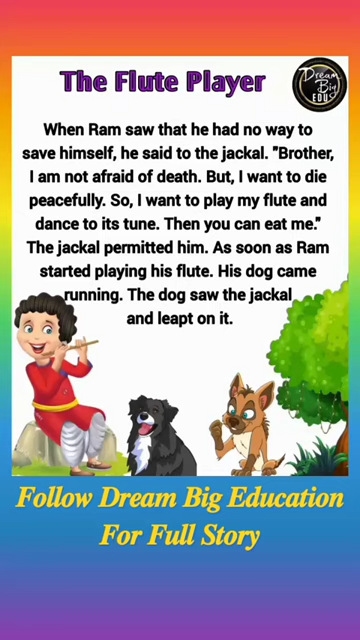 The Flute Player
Dream
Big
EDU
When Ram saw that he had no way to
save himself, he said to the jackal. "Brother,
I am not afraid of death. But, I want to die
peacefully. So, I want to play my flute and
dance to its tune. Then you can eat me."
The jackal permitted him. As soon as Ram
started playing his flute. His dog came
running. The dog saw the jackal
and leapt on it.
Follow Dream Big Education
For Full Story